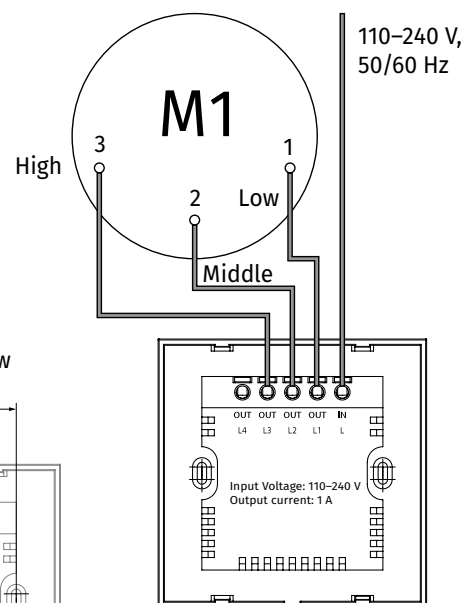 110–240 V,
50/60 Hz
M1
3
1
High
2
Low
Middle
OUT OUT OUT OUT IN
L4 L3 L2 L1 L
Input Voltage: 110–240 V
Output current: 1 A